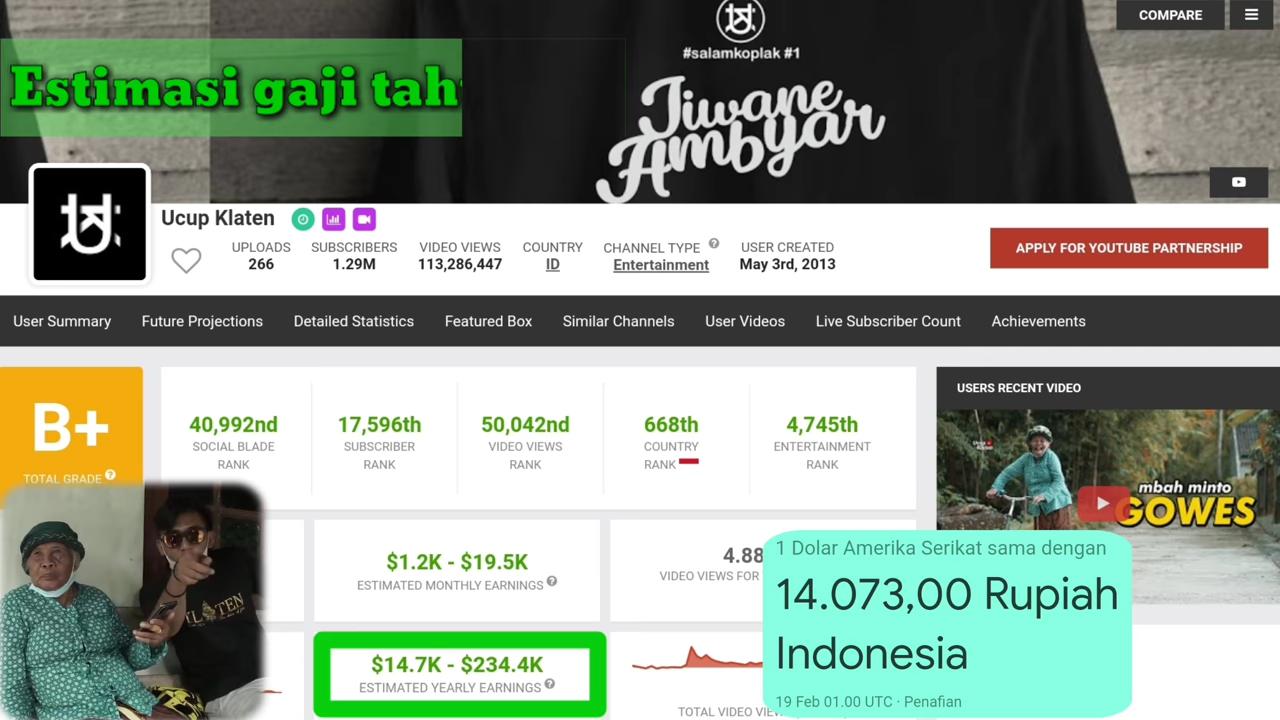 COMPARE
#salamkoplak #1
Jiwane
Ambyar
Estimasi gaji tah
Ucup Klaten
UPLOADS
266
SUBSCRIBERS
1.29M
VIDEO VIEWS
113,286,447
COUNTRY
ID
CHANNEL TYPE
Entertainment
USER CREATED
May 3rd, 2013
APPLY FOR YOUTUBE PARTNERSHIP
User Summary
Future Projections
Detailed Statistics
Featured Box
Similar Channels
User Videos
Live Subscriber Count
Achievements
B+
TOTAL GRADE
40,992nd
SOCIAL BLADE
RANK
17,596th
SUBSCRIBER
RANK
50,042nd
VIDEO VIEWS
RANK
668th
COUNTRY
RANK
4,745th
ENTERTAINMENT
RANK
USERS RECENT VIDEO
mbah minto
GOWES
$1.2K - $19.5K
ESTIMATED MONTHLY EARNINGS
4.88
VIDEO VIEWS FOR
$14.7K - $234.4K
ESTIMATED YEARLY EARNINGS
TOTAL VIDEO
1 Dolar Amerika Serikat sama dengan
14.073,00 Rupiah
Indonesia
19 Feb 01.00 UTC · Penafian